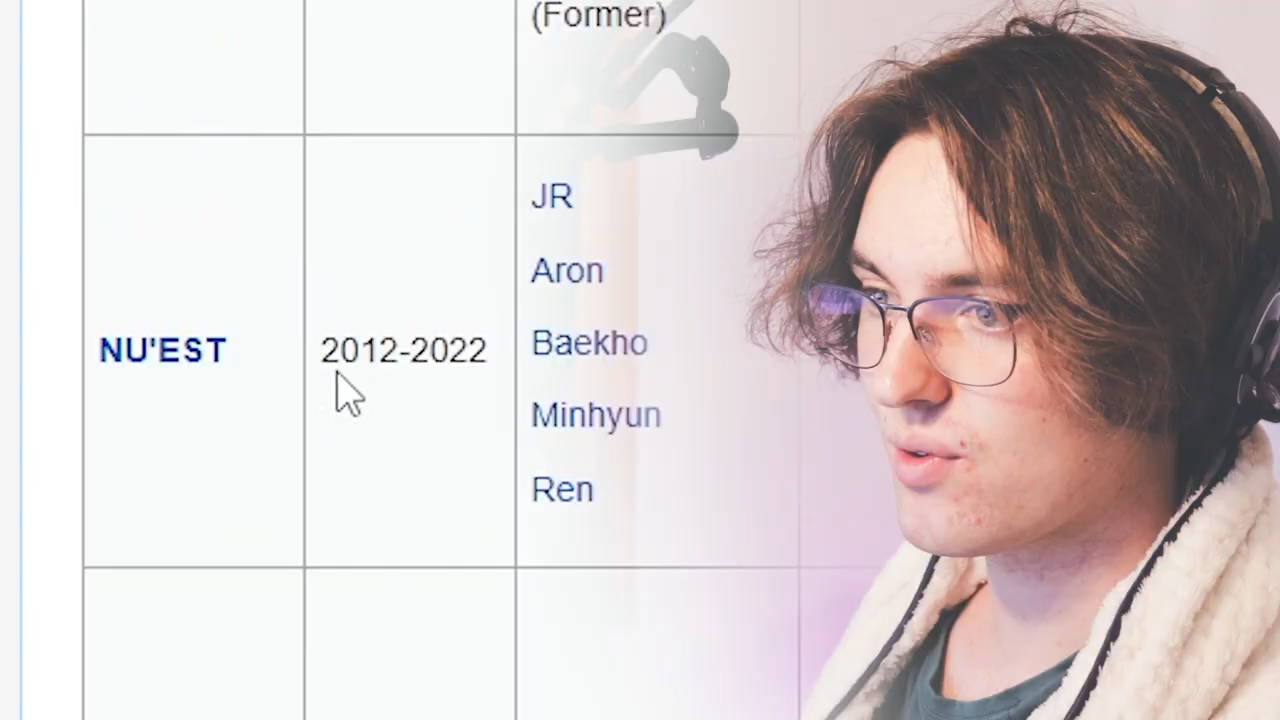 (Former)
JR
Aron
NU'EST 2012-2022
Baekho
Minhyun
Ren